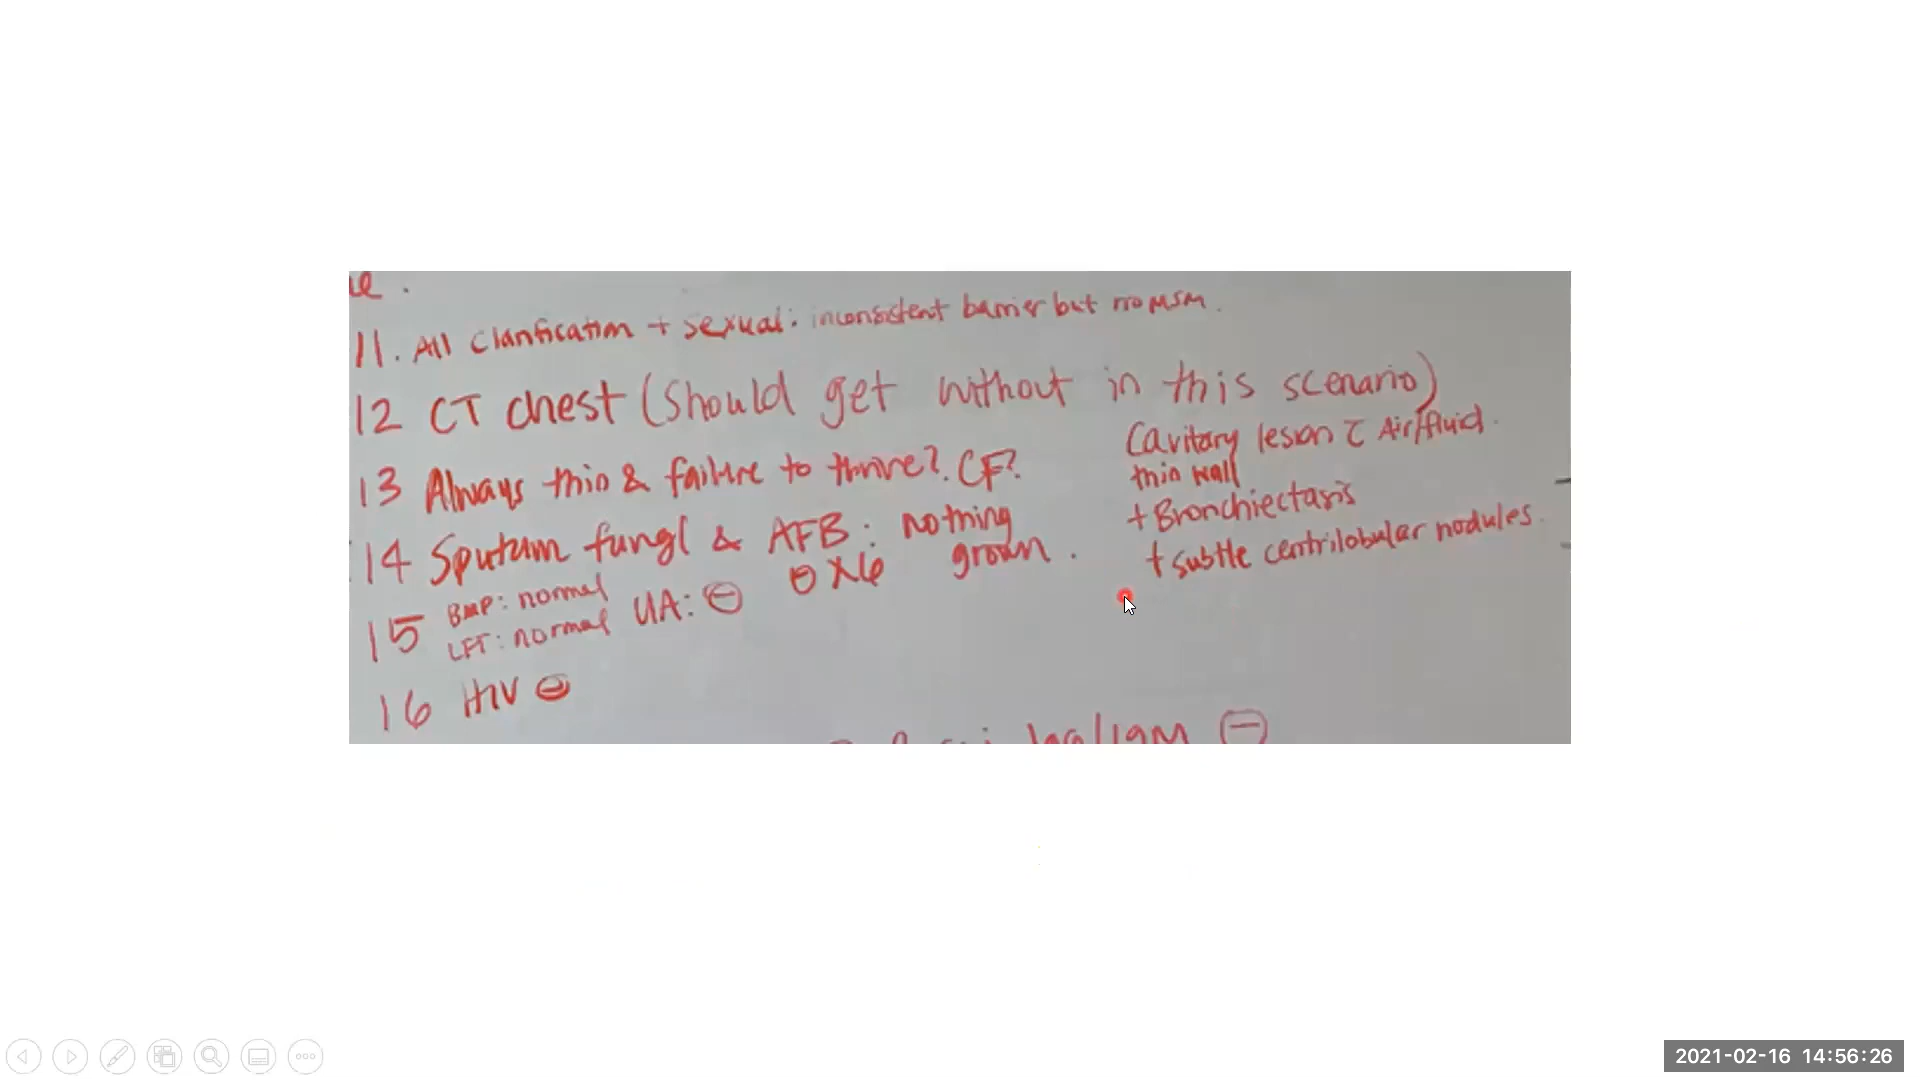 11. All Clarification + sexual: inconsistent barrier but no MSM.
12 CT chest (should get without in this scenario)
Cavitary lesion c̄ Air/fluid.
thin wall
+ Bronchiectasis
+ subtle centrilobular nodules.
13 Always thin & failure to thrive?. CF?
14 Sputum fungl & AFB: nothing
⊖ X6 grown.
15 BMP: normal
LFT: normal UA: ⊖
16 HIV ⊖
⊖
2021-02-16 14:56:26